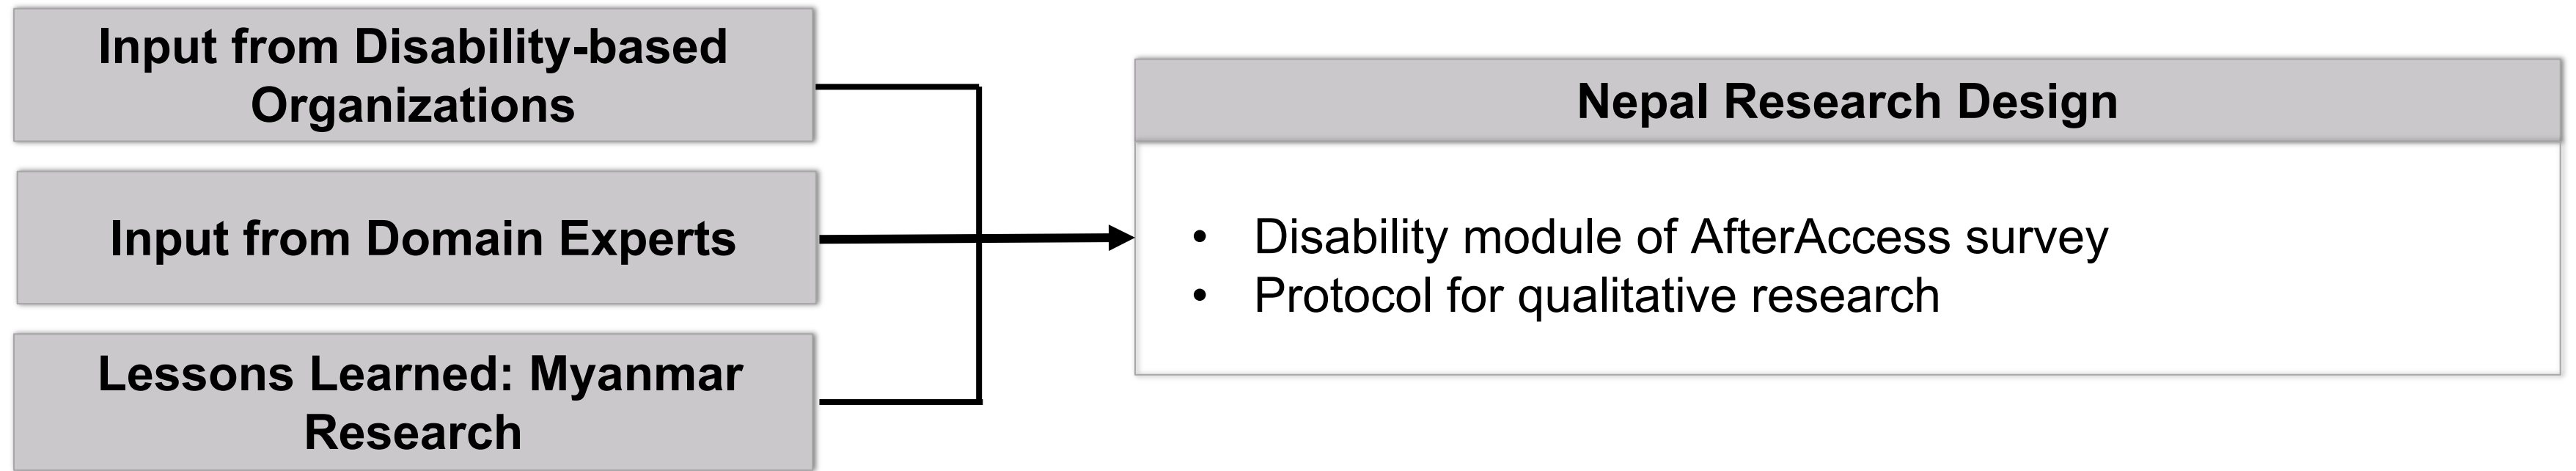 Input from Disability-based
Organizations
Input from Domain Experts
Lessons Learned: Myanmar
Research
Nepal Research Design
• Disability module of AfterAccess survey
• Protocol for qualitative research